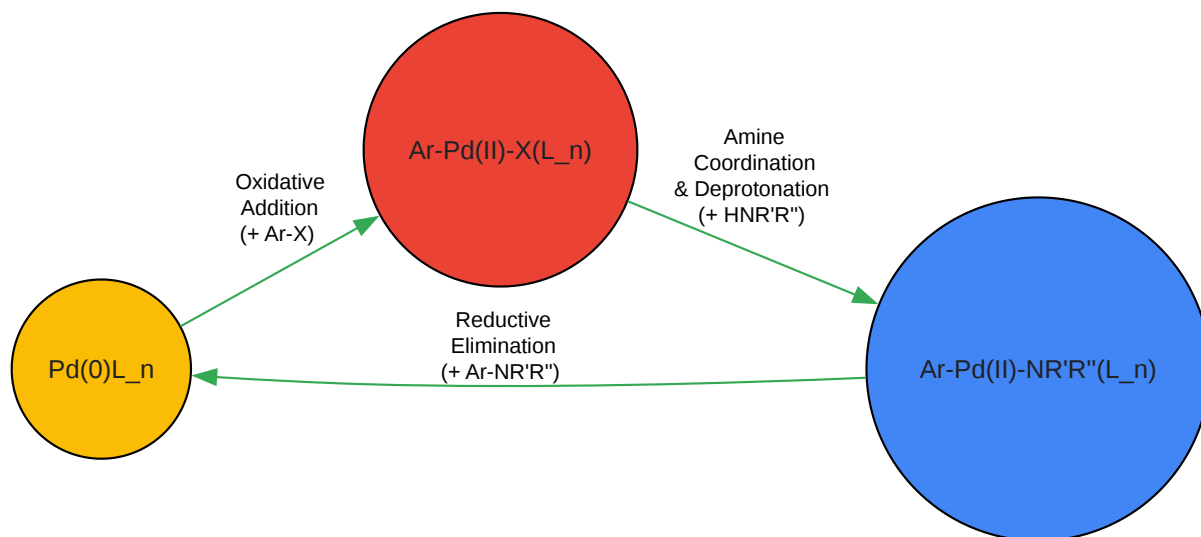 Ar-Pd(II)-X(L_n)
Amine
Coordination
& Deprotonation
(+ HNR'R")
Oxidative
Addition
(+ Ar-X)
Reductive
Elimination
(+ Ar-NR'R")
Pd(0)L_n
Ar-Pd(II)-NR'R"(L_n)